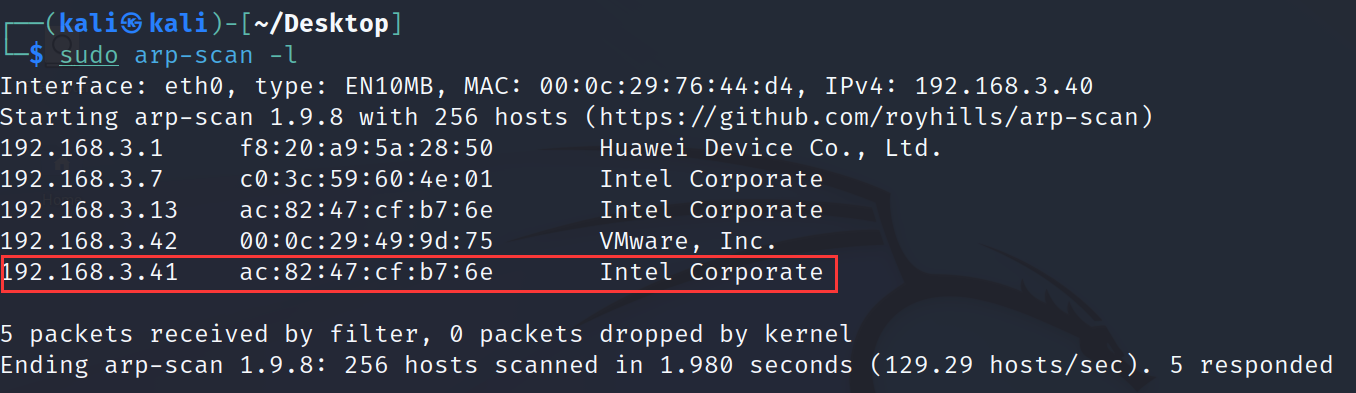 ┌──(kali㉿kali)-[~/Desktop]
└─$ sudo arp-scan -l
Interface: eth0, type: EN10MB, MAC: 00:0c:29:76:44:d4, IPv4: 192.168.3.40
Starting arp-scan 1.9.8 with 256 hosts (https://github.com/royhills/arp-scan)
192.168.3.1     f8:20:a9:5a:28:50       Huawei Device Co., Ltd.
192.168.3.7     c0:3c:59:60:4e:01       Intel Corporate
192.168.3.13    ac:82:47:cf:b7:6e       Intel Corporate
192.168.3.42    00:0c:29:49:9d:75       VMware, Inc.
192.168.3.41    ac:82:47:cf:b7:6e       Intel Corporate
5 packets received by filter, 0 packets dropped by kernel
Ending arp-scan 1.9.8: 256 hosts scanned in 1.980 seconds (129.29 hosts/sec). 5 responded